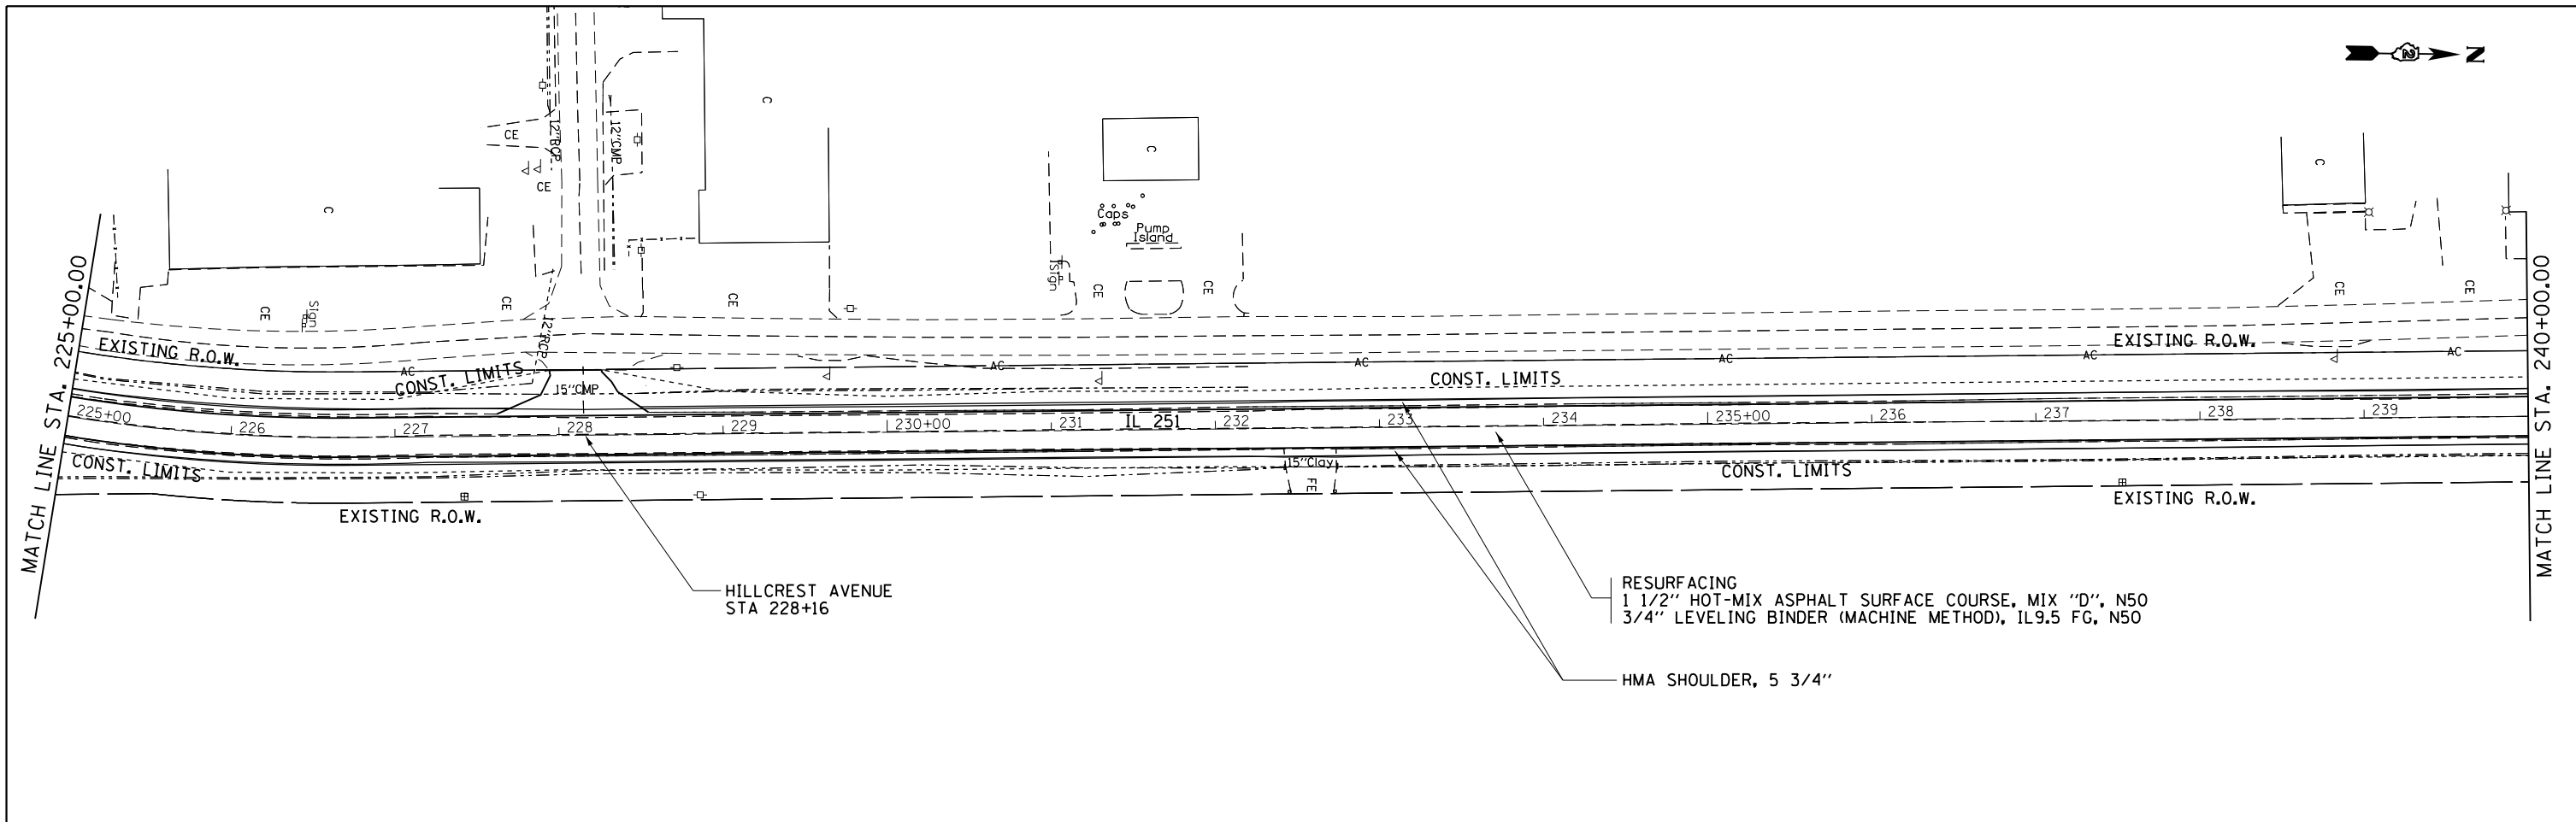 N
C
CE
12"RCP
12"CMP
CE
C
C
Caps
Pump
Island
Sign
CE
CE
C
CE
CE
C
CE
Sign
CE
12"RCP
CE
MATCH LINE STA. 225+00.00
MATCH LINE STA. 240+00.00
EXISTING R.O.W.
EXISTING R.O.W.
AC
AC
AC
AC
AC
AC
CONST. LIMITS
15"CMP
CONST. LIMITS
225+00
226
227
228
229
230+00
231
IL 251
232
233
234
235+00
236
237
238
239
CONST. LIMITS
15"Clay
FE
CONST. LIMITS
EXISTING R.O.W.
EXISTING R.O.W.
HILLCREST AVENUE
STA 228+16
RESURFACING
1 1/2" HOT-MIX ASPHALT SURFACE COURSE, MIX "D", N50
3/4" LEVELING BINDER (MACHINE METHOD), IL9.5 FG, N50
HMA SHOULDER, 5 3/4"